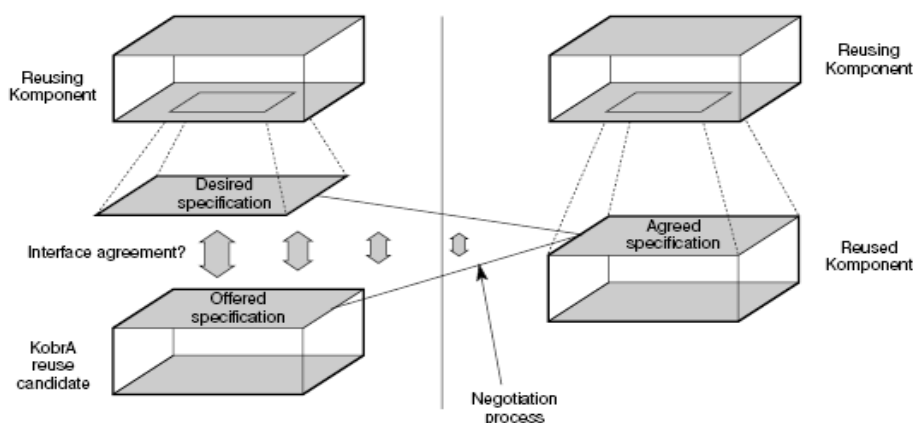 Reusing
Komponent
Desired
specification
Interface agreement?
Offered
specification
KobrA
reuse
candidate
Reusing
Komponent
Agreed
specification
Reused
Komponent
Negotiation
process